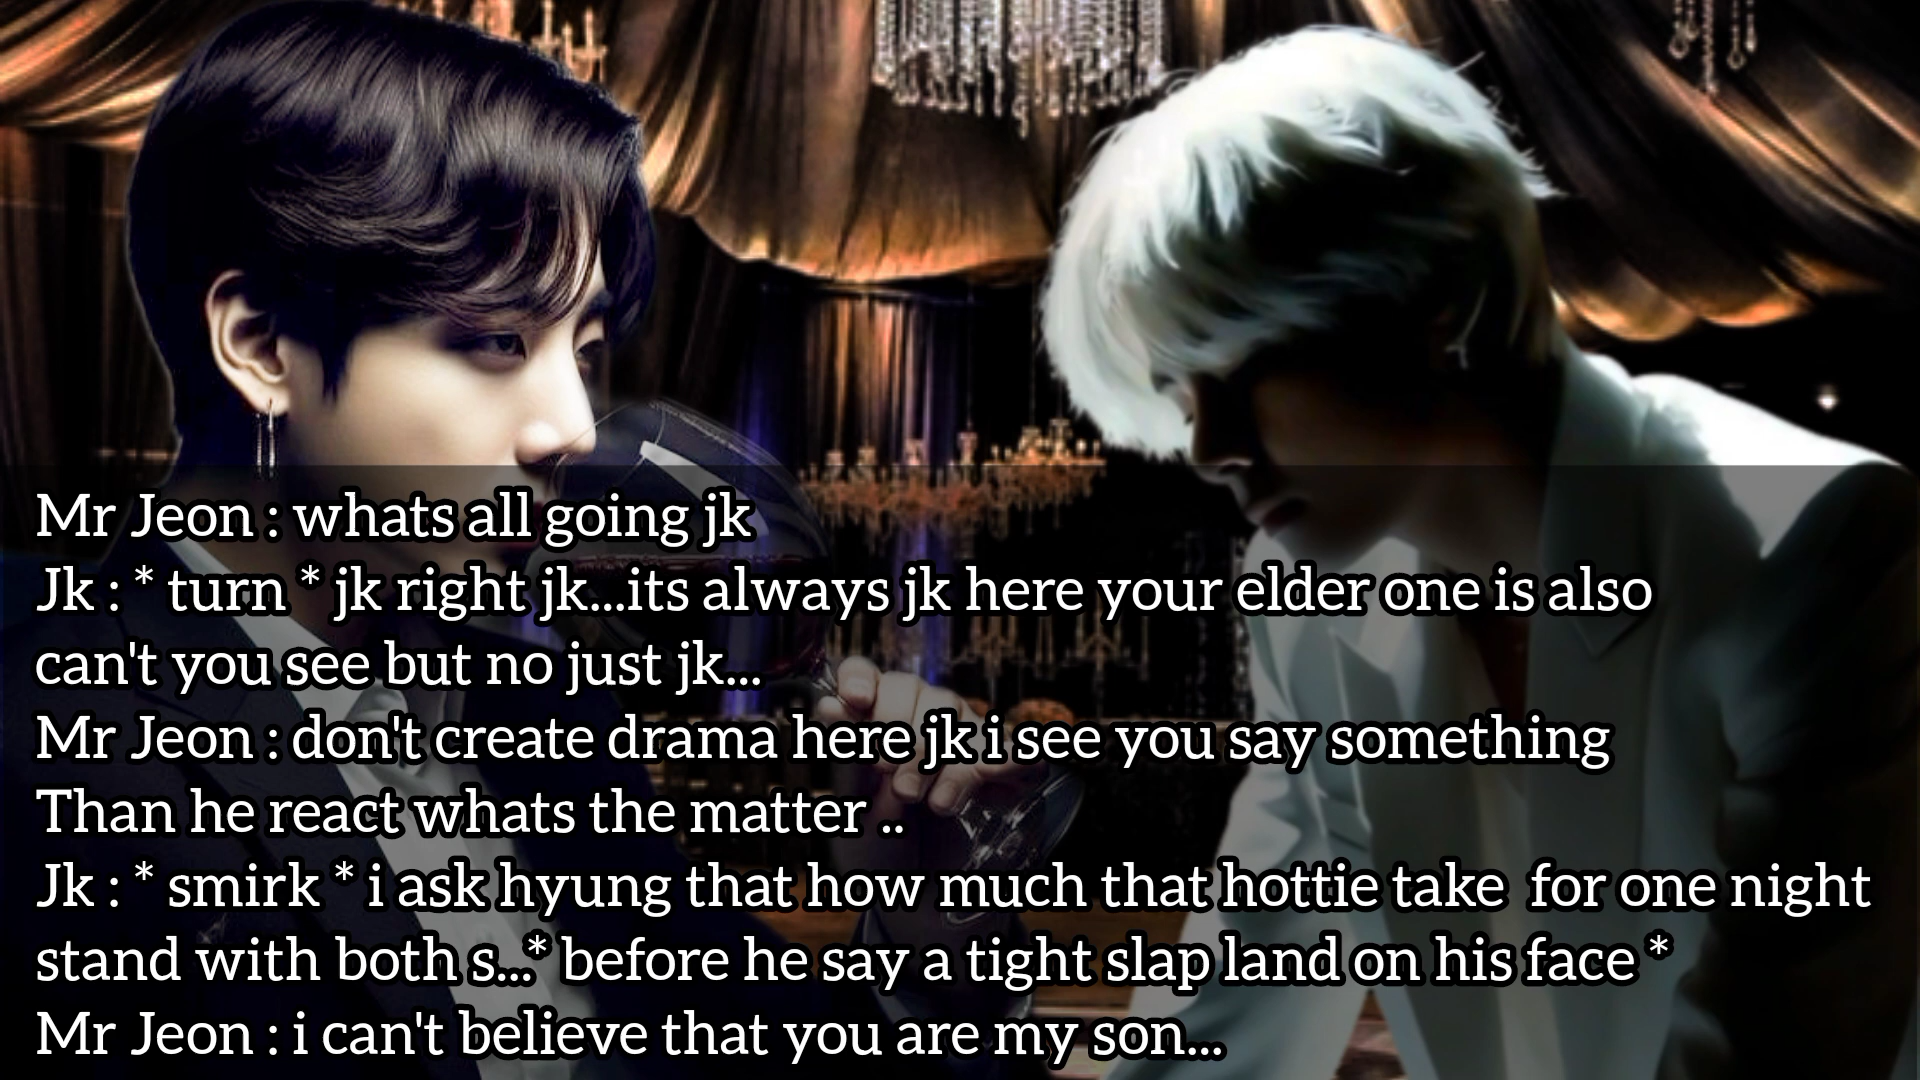 Mr Jeon : whats all going jk
Jk : * turn * jk right jk...its always jk here your elder one is also
can't you see but no just jk...
Mr Jeon : don't create drama here jk i see you say something
Than he react whats the matter ..
Jk : * smirk * i ask hyung that how much that hottie take for one night
stand with both s...* before he say a tight slap land on his face *
Mr Jeon : i can't believe that you are my son...